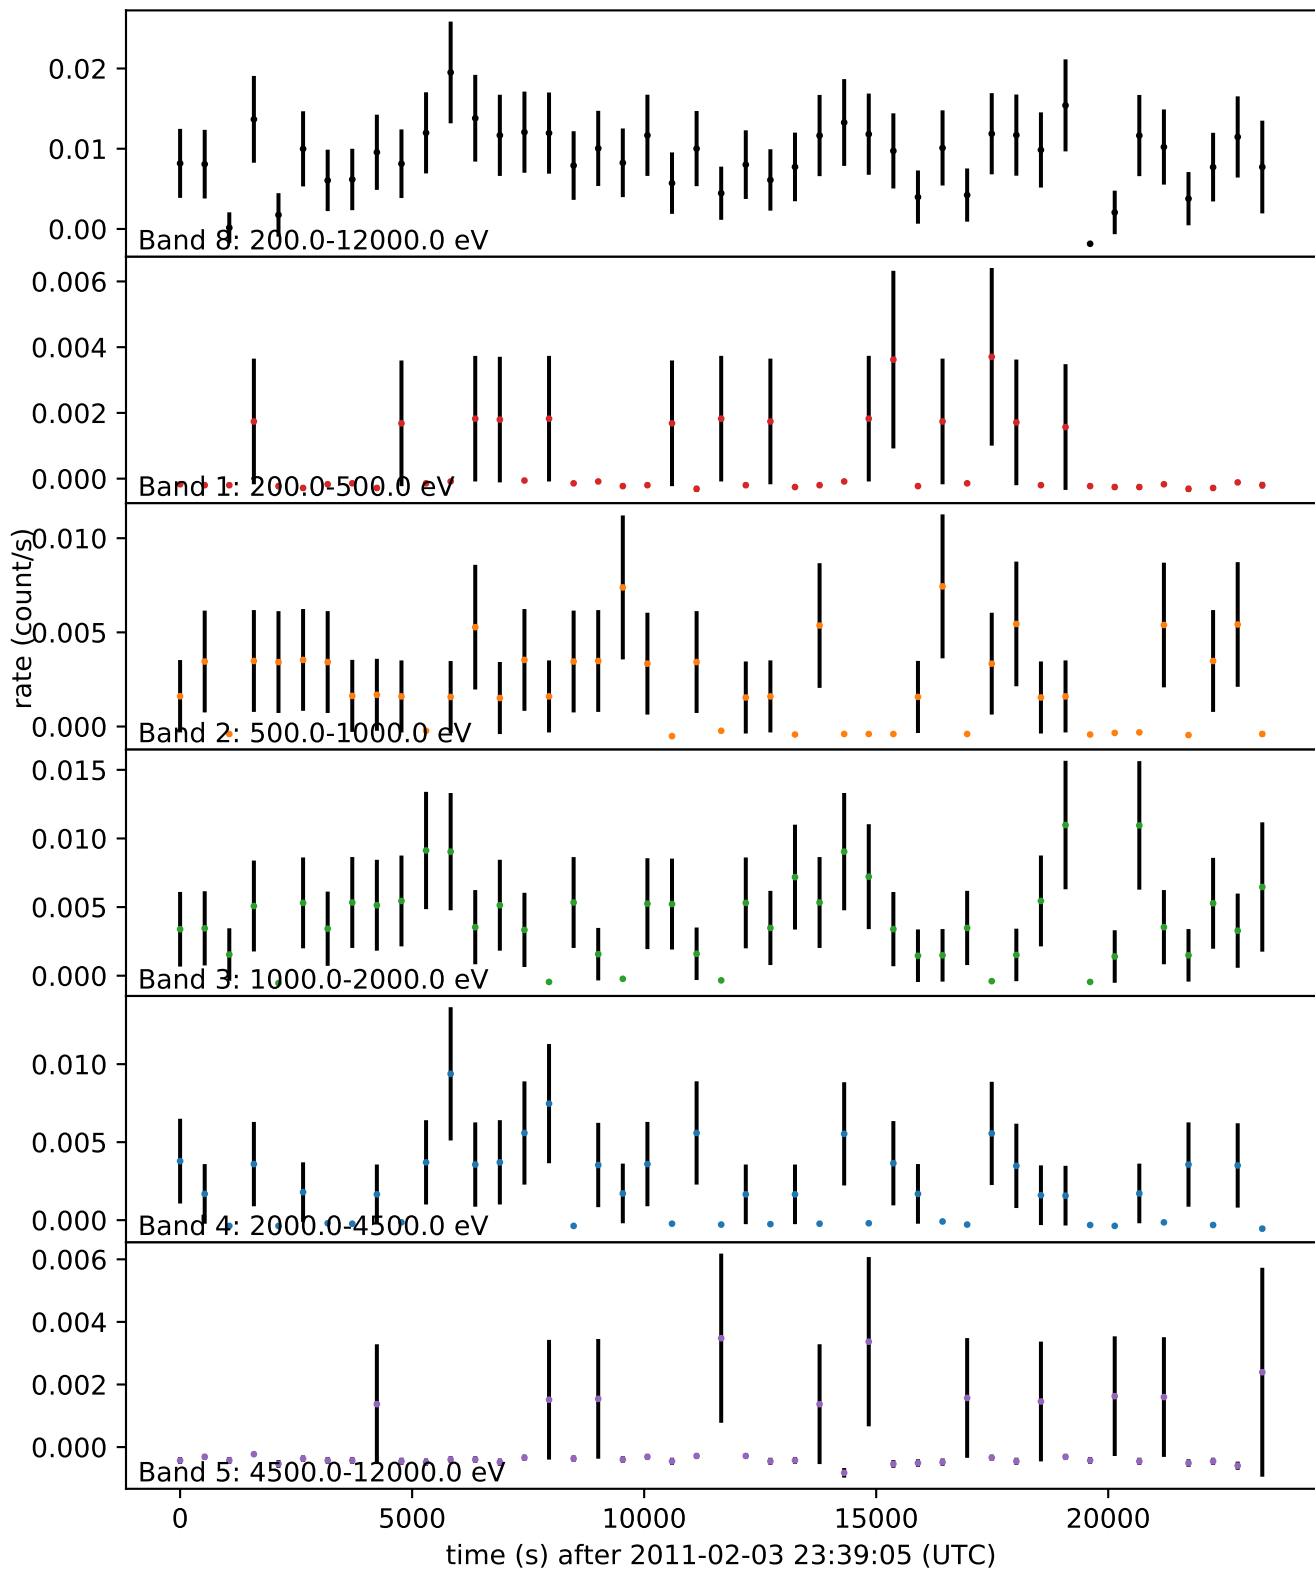 0.02
0.01
0.00
Band 8: 200.0-12000.0 eV
0.006
0.004
0.002
0.000
Band 1: 200.0-500.0 eV
rate (count/s)
0.010
0.005
0.000
Band 2: 500.0-1000.0 eV
0.015
0.010
0.005
0.000
Band 3: 1000.0-2000.0 eV
0.010
0.005
0.000
Band 4: 2000.0-4500.0 eV
0.006
0.004
0.002
0.000
Band 5: 4500.0-12000.0 eV
0 5000 10000 15000 20000
time (s) after 2011-02-03 23:39:05 (UTC)